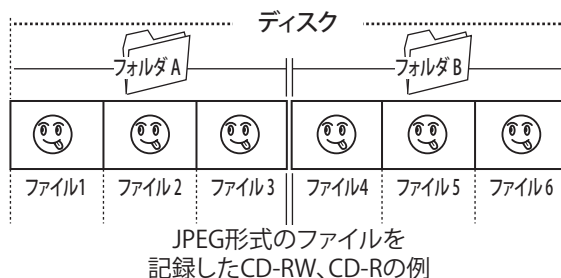 ディスク
フォルダ A
フォルダ B
ファイル1
ファイル 2
ファイル 3
ファイル4
ファイル 5
ファイル 6
JPEG形式のファイルを
記録したCD-RW、CD-Rの例